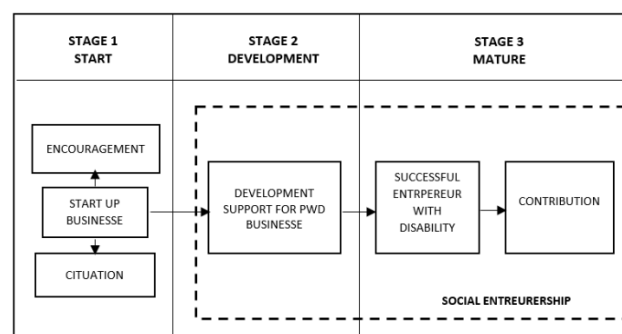 STAGE 1
START
STAGE 2
DEVELOPMENT
STAGE 3
MATURE
ENCOURAGEMENT
START UP
BUSINESSE
CITUATION
DEVELOPMENT
SUPPORT FOR PWD
BUSINESSE
SUCCESSFUL
ENTRPEREUR
WITH
DISABILITY
CONTRIBUTION
SOCIAL ENTREURERSHIP